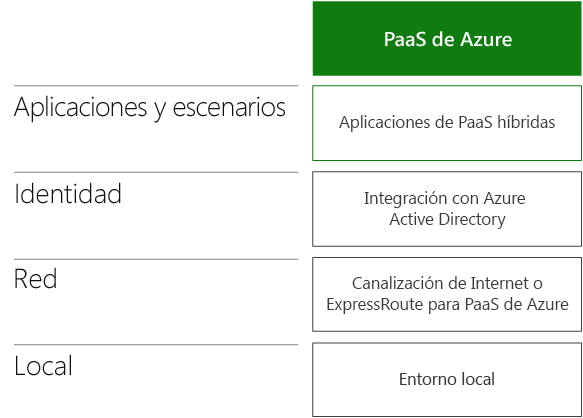 PaaS de Azure
Aplicaciones y escenarios
Aplicaciones de PaaS híbridas
Identidad
Integración con Azure
Active Directory
Red
Canalización de Internet o
ExpressRoute para PaaS de Azure
Local
Entorno local